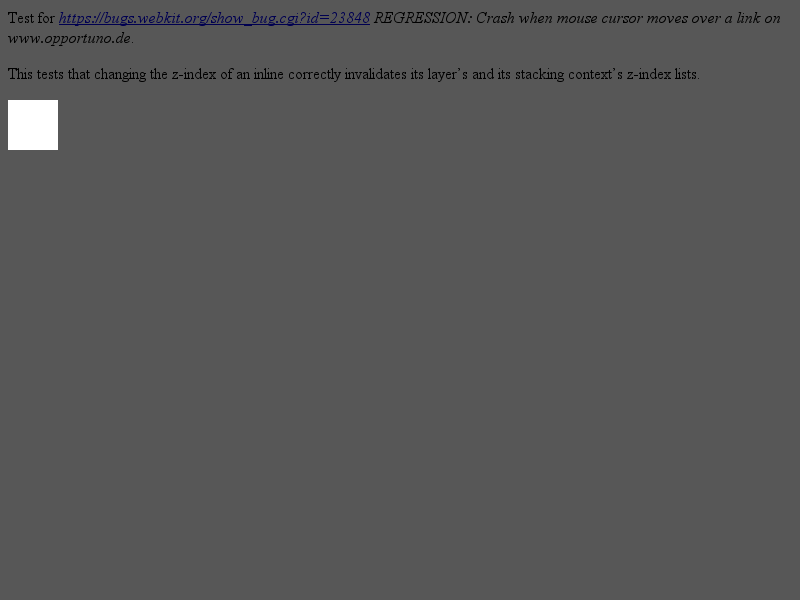 Test for https://bugs.webkit.org/show_bug.cgi?id=23848 REGRESSION: Crash when mouse cursor moves over a link on
www.opportuno.de.
This tests that changing the z-index of an inline correctly invalidates its layer's and its stacking context's z-index lists.